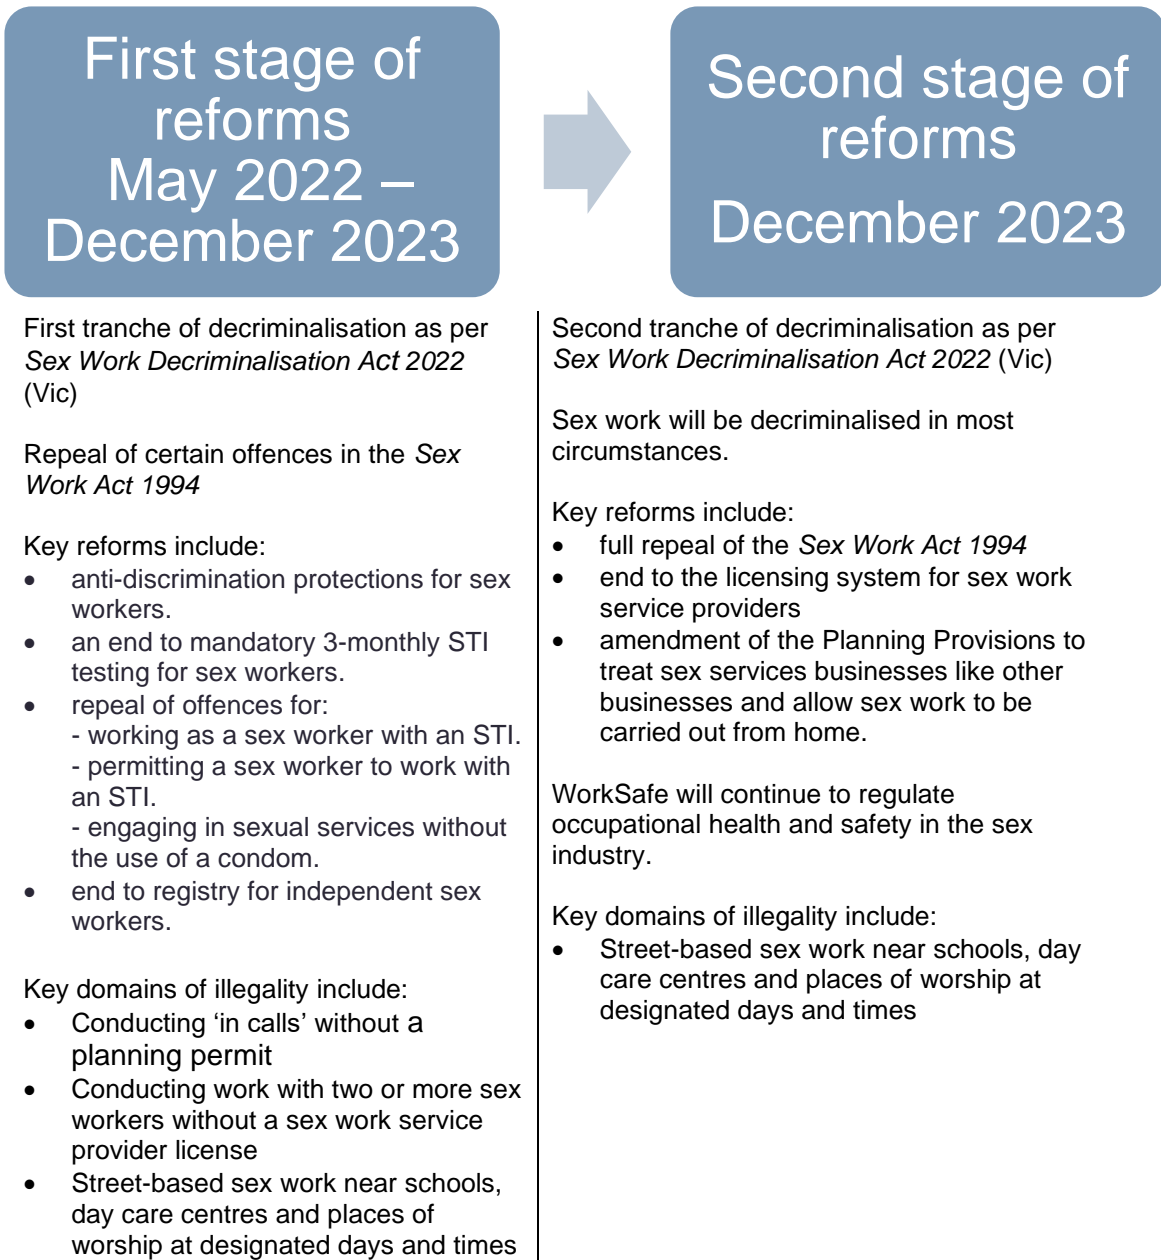 First stage of
reforms
May 2022 –
December 2023
Second stage of
reforms
December 2023
First tranche of decriminalisation as per
Sex Work Decriminalisation Act 2022
(Vic)
Repeal of certain offences in the Sex
Work Act 1994
Key reforms include:
• anti-discrimination protections for sex
workers.
• an end to mandatory 3-monthly STI
testing for sex workers.
• repeal of offences for:
- working as a sex worker with an STI.
- permitting a sex worker to work with
an STI.
- engaging in sexual services without
the use of a condom.
• end to registry for independent sex
workers.
Key domains of illegality include:
• Conducting ‘in calls’ without a
planning permit
• Conducting work with two or more sex
workers without a sex work service
provider license
• Street-based sex work near schools,
day care centres and places of
worship at designated days and times
Second tranche of decriminalisation as per
Sex Work Decriminalisation Act 2022 (Vic)
Sex work will be decriminalised in most
circumstances.
Key reforms include:
• full repeal of the Sex Work Act 1994
• end to the licensing system for sex work
service providers
• amendment of the Planning Provisions to
treat sex services businesses like other
businesses and allow sex work to be
carried out from home.
WorkSafe will continue to regulate
occupational health and safety in the sex
industry.
Key domains of illegality include:
• Street-based sex work near schools, day
care centres and places of worship at
designated days and times